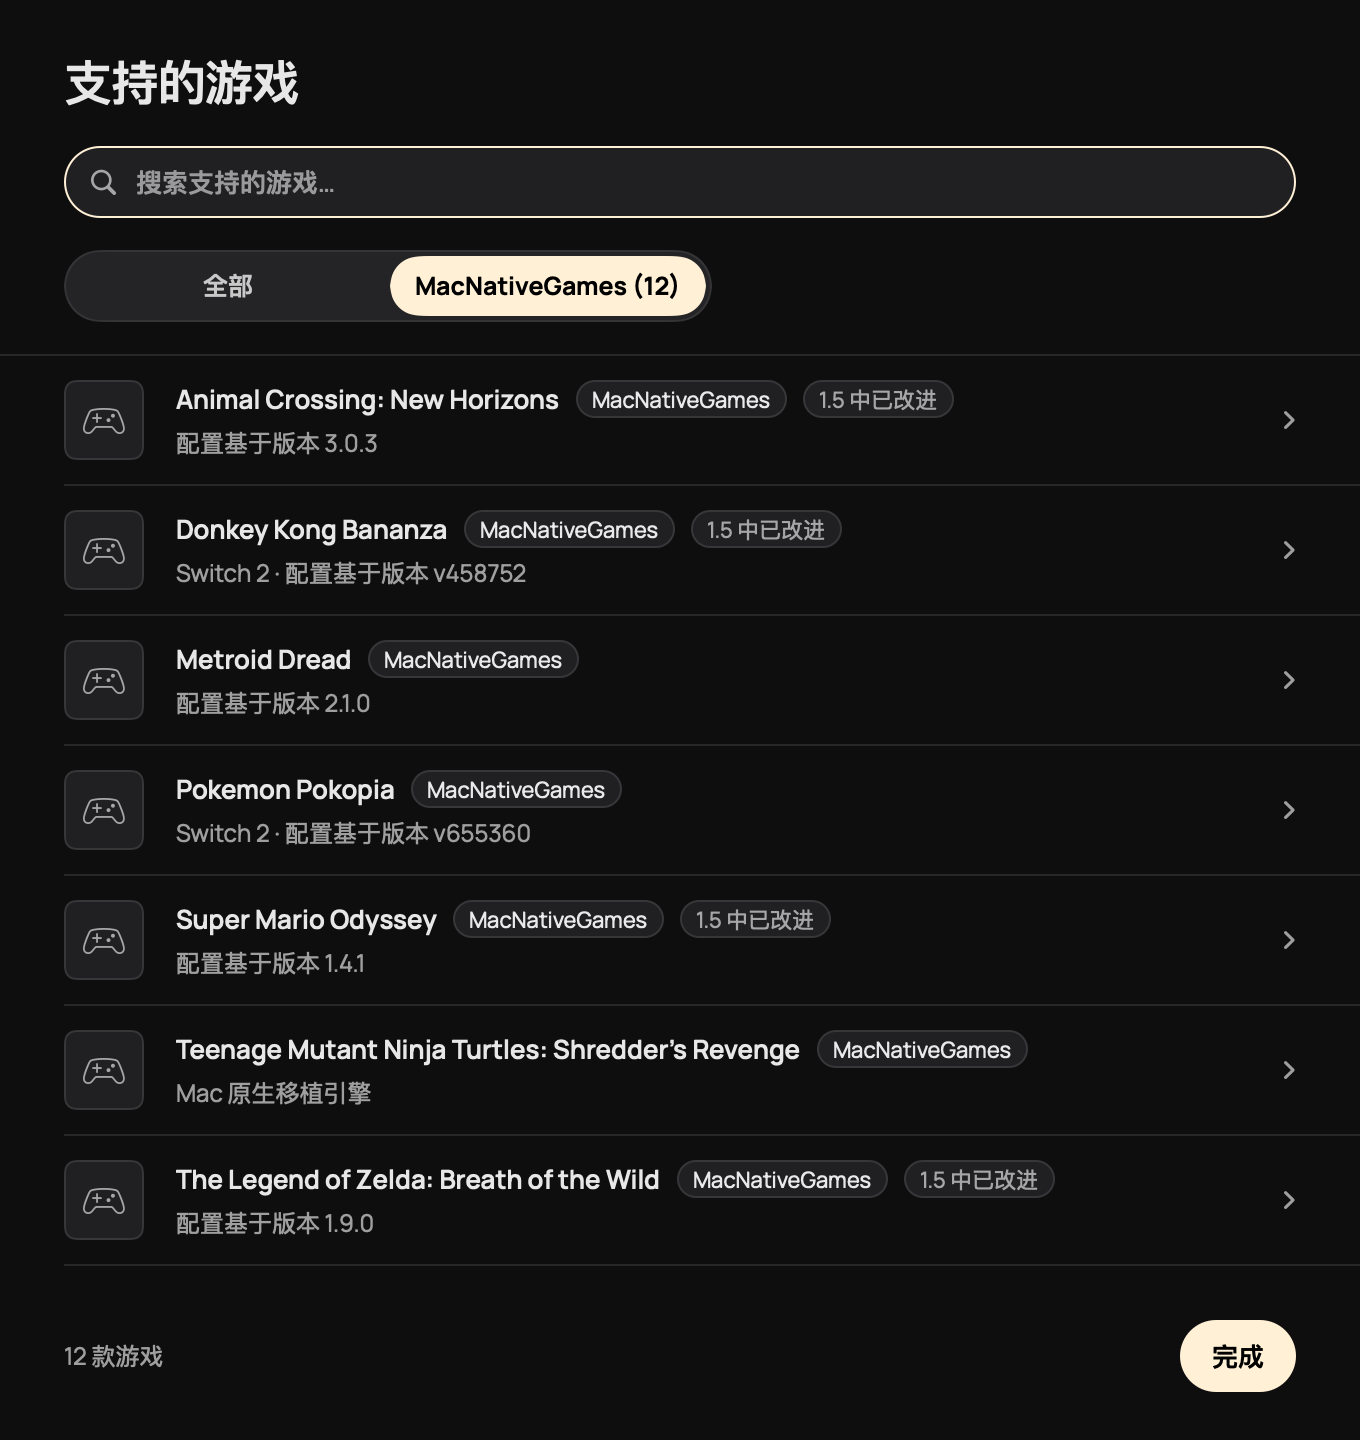 支持的游戏
搜索支持的游戏...
全部
MacNativeGames (12)
Animal Crossing: New Horizons MacNativeGames 1.5 中已改进
配置基于版本 3.0.3
Donkey Kong Bananza MacNativeGames 1.5 中已改进
Switch 2 · 配置基于版本 v458752
Metroid Dread MacNativeGames
配置基于版本 2.1.0
Pokemon Pokopia MacNativeGames
Switch 2 · 配置基于版本 v655360
Super Mario Odyssey MacNativeGames 1.5 中已改进
配置基于版本 1.4.1
Teenage Mutant Ninja Turtles: Shredder’s Revenge MacNativeGames
Mac 原生移植引擎
The Legend of Zelda: Breath of the Wild MacNativeGames 1.5 中已改进
配置基于版本 1.9.0
12 款游戏
完成